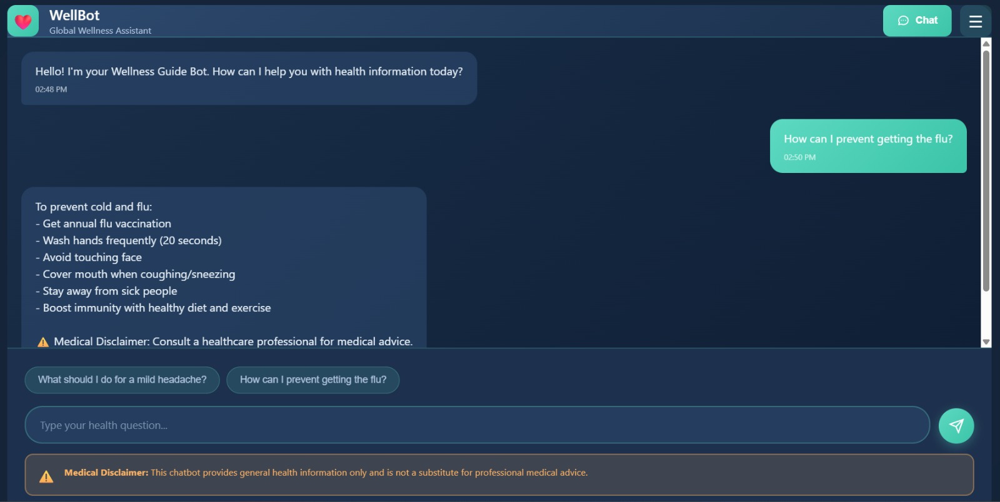 WellBot
Global Wellness Assistant
Chat
Hello! I'm your Wellness Guide Bot. How can I help you with health information today?
02:48 PM
How can I prevent getting the flu?
02:50 PM
To prevent cold and flu:
- Get annual flu vaccination
- Wash hands frequently (20 seconds)
- Avoid touching face
- Cover mouth when coughing/sneezing
- Stay away from sick people
- Boost immunity with healthy diet and exercise
⚠️ Medical Disclaimer: Consult a healthcare professional for medical advice.
What should I do for a mild headache?
How can I prevent getting the flu?
Type your health question...
⚠️ Medical Disclaimer: This chatbot provides general health information only and is not a substitute for professional medical advice.